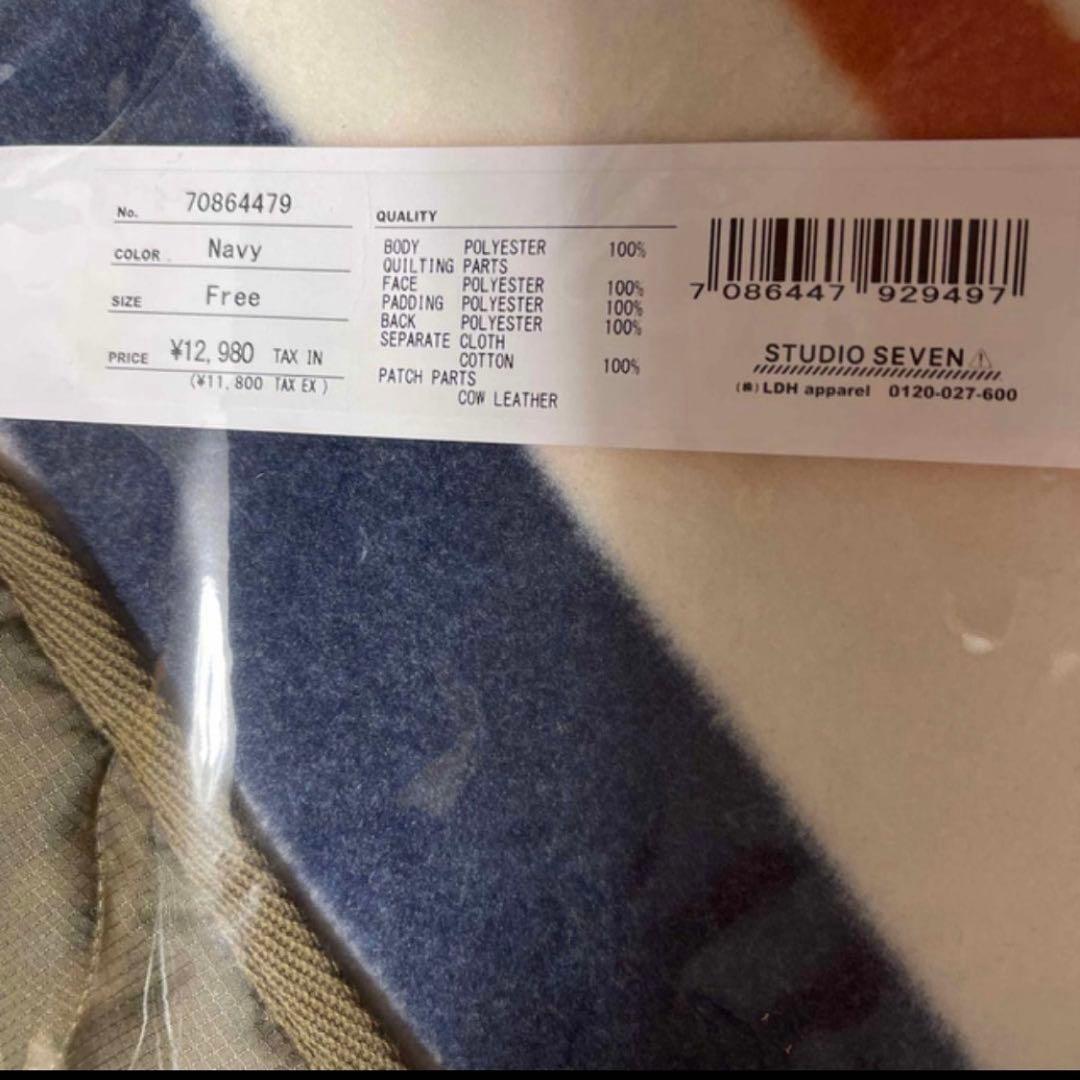 No. 70864479
COLOR Navy
SIZE Free
PRICE ¥12,980 TAX IN
(¥11,800 TAX EX)
QUALITY
BODY POLYESTER 100%
QUILTING PARTS
FACE POLYESTER 100%
PADDING POLYESTER 100%
BACK POLYESTER 100%
SEPARATE CLOTH
COTTON 100%
PATCH PARTS
COW LEATHER
7 086447 929497
STUDIO SEVEN
(株)LDH apparel 0120-027-600